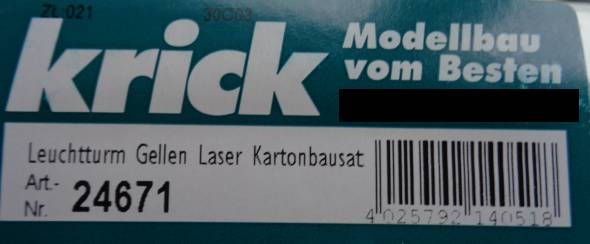 ZL 021 30C03
krick
Modellbau
vom Besten
Leuchtturm Gellen Laser Kartonbausat
Art.-
Nr. 24671
4 025792 140518